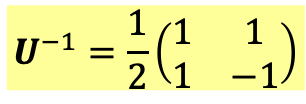 U⁻¹ = 1/2 (1 1
1 −1)